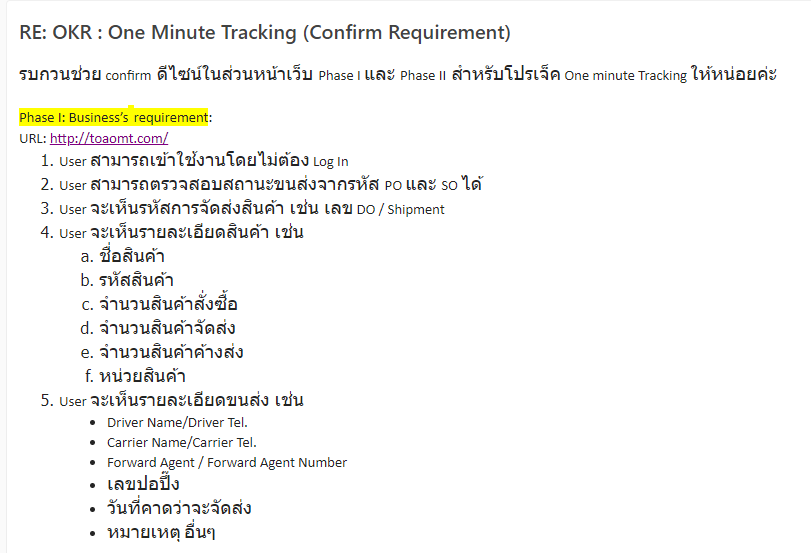 RE: OKR : One Minute Tracking (Confirm Requirement)
รบกวนช่วย confirm ดีไซน์ในส่วนหน้าเว็บ Phase I และ Phase II สำหรับโปรเจ็ค One minute Tracking ให้หน่อยค่ะ
Phase I: Business’s requirement:
URL: http://toaomt.com/
1. User สามารถเข้าใช้งานโดยไม่ต้อง Log In
2. User สามารถตรวจสอบสถานะขนส่งจากรหัส PO และ SO ได้
3. User จะเห็นรหัสการจัดส่งสินค้า เช่น เลข DO / Shipment
4. User จะเห็นรายละเอียดสินค้า เช่น
a. ชื่อสินค้า
b. รหัสสินค้า
c. จำนวนสินค้าสั่งซื้อ
d. จำนวนสินค้าจัดส่ง
e. จำนวนสินค้าค้างส่ง
f. หน่วยสินค้า
5. User จะเห็นรายละเอียดขนส่ง เช่น
• Driver Name/Driver Tel.
• Carrier Name/Carrier Tel.
• Forward Agent / Forward Agent Number
• เลขปอปิ๊ง
• วันที่คาดว่าจะจัดส่ง
• หมายเหตุ อื่นๆ